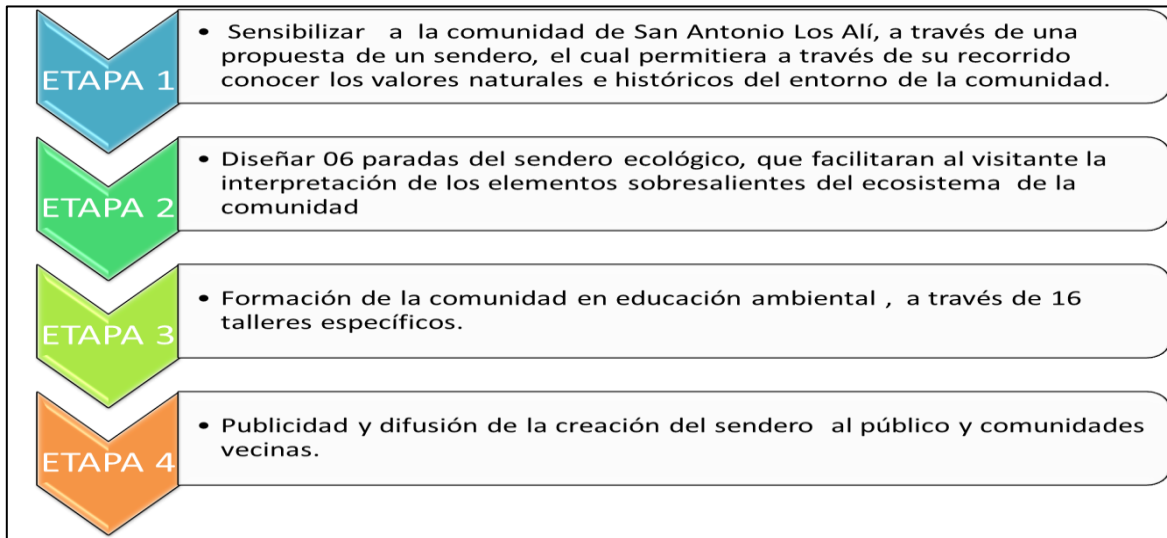 ETAPA 1
• Sensibilizar a la comunidad de San Antonio Los Alí, a través de una
propuesta de un sendero, el cual permitiera a través de su recorrido
conocer los valores naturales e históricos del entorno de la comunidad.
ETAPA 2
• Diseñar 06 paradas del sendero ecológico, que facilitaran al visitante la
interpretación de los elementos sobresalientes del ecosistema de la
comunidad
ETAPA 3
• Formación de la comunidad en educación ambiental , a través de 16
talleres específicos.
ETAPA 4
• Publicidad y difusión de la creación del sendero al público y comunidades
vecinas.